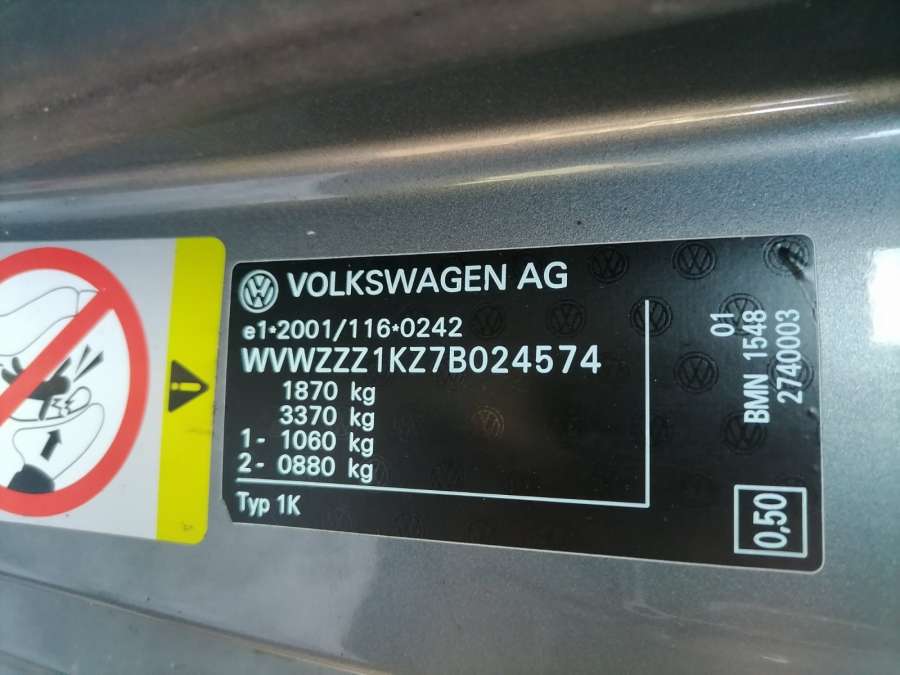 VOLKSWAGEN AG
e1*2001/116*0242
WVWZZZ1KZ7B024574
1870 kg
3370 kg
1- 1060 kg
2- 0880 kg
Typ 1K
01
BMN 1548
2740003
0,50